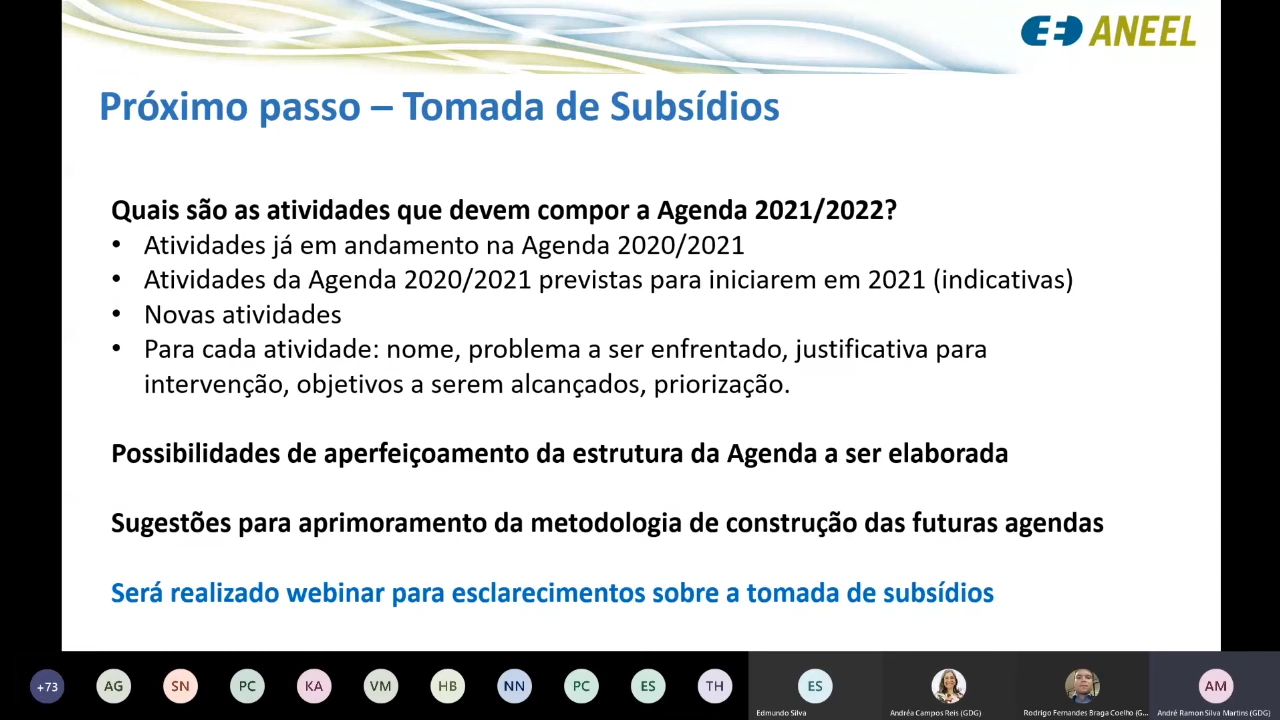 ANEEL
Próximo passo – Tomada de Subsídios
Quais são as atividades que devem compor a Agenda 2021/2022?
• Atividades já em andamento na Agenda 2020/2021
• Atividades da Agenda 2020/2021 previstas para iniciarem em 2021 (indicativas)
• Novas atividades
• Para cada atividade: nome, problema a ser enfrentado, justificativa para
intervenção, objetivos a serem alcançados, priorização.
Possibilidades de aperfeiçoamento da estrutura da Agenda a ser elaborada
Sugestões para aprimoramento da metodologia de construção das futuras agendas
Será realizado webinar para esclarecimentos sobre a tomada de subsídios
+73 AG SN PC KA VM HB NN PC ES TH ES AM
Edmundo Silva Andréa Campos Reis (GDG) Rodrigo Fernandes Braga Coelho (G... André Ramon Silva Martins (GDG)